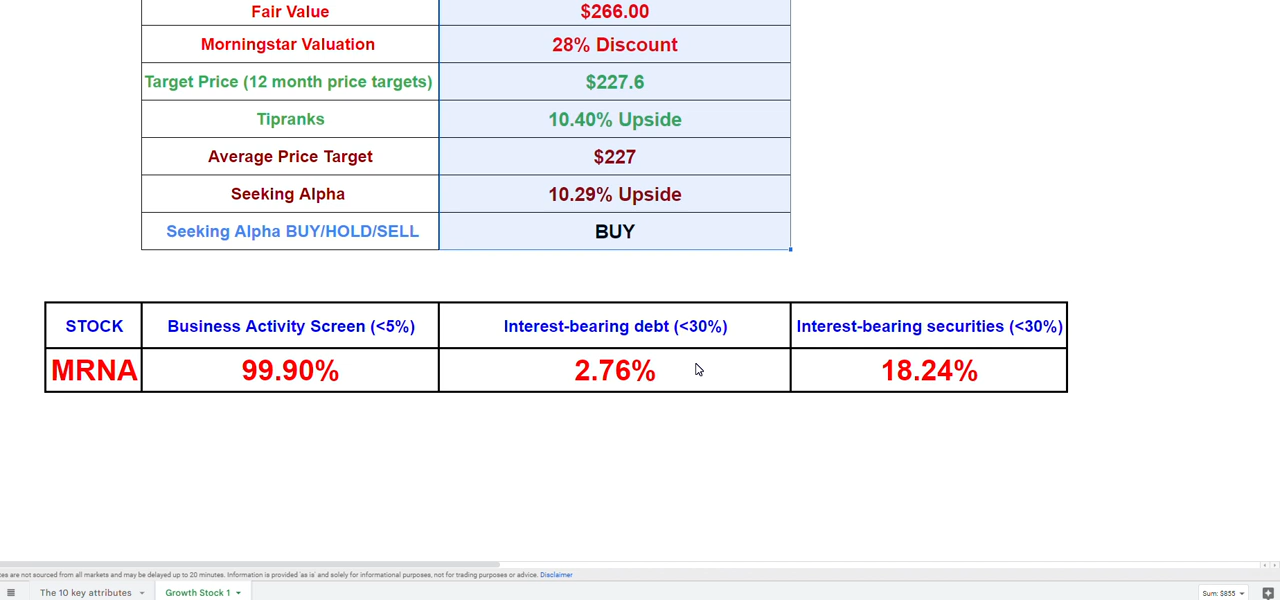 Fair Value $266.00
Morningstar Valuation 28% Discount
Target Price (12 month price targets) $227.6
Tipranks 10.40% Upside
Average Price Target $227
Seeking Alpha 10.29% Upside
Seeking Alpha BUY/HOLD/SELL BUY
STOCK Business Activity Screen (<5%) Interest-bearing debt (<30%) Interest-bearing securities (<30%)
MRNA 99.90% 2.76% 18.24%
are not sourced from all markets and may be delayed up to 20 minutes. Information is provided 'as is' and solely for informational purposes, not for trading purposes or advice. Disclaimer
The 10 key attributes Growth Stock 1 Sum: $855